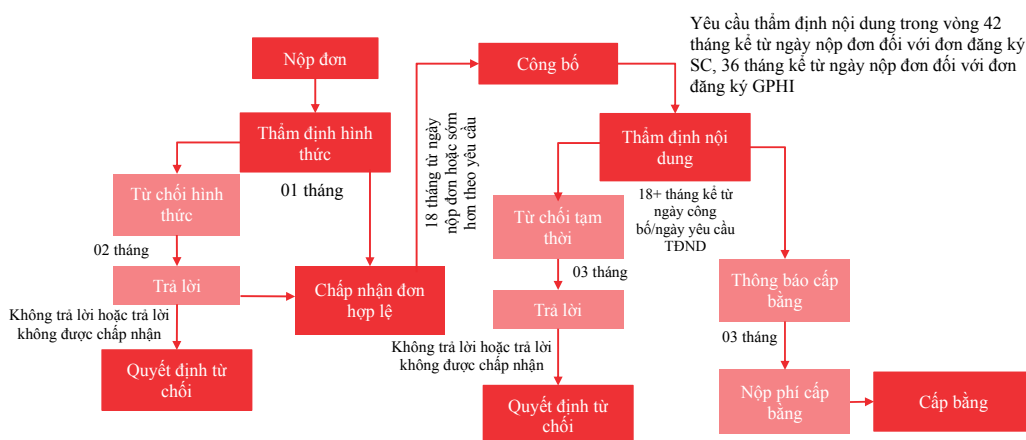 Yêu cầu thẩm định nội dung trong vòng 42
tháng kể từ ngày nộp đơn đối với đơn đăng ký
SC, 36 tháng kể từ ngày nộp đơn đối với đơn
đăng ký GPHI
Nộp đơn
Công bố
Thẩm định hình
thức
01 tháng
18 tháng từ ngày
nộp đơn hoặc sớm
hơn theo yêu cầu
Thẩm định nội
dung
Từ chối hình
thức
02 tháng
Từ chối tạm
thời
18+ tháng kể từ
ngày công
bố/ngày yêu cầu
TĐND
Trả lời
Chấp nhận đơn
hợp lệ
03 tháng
Thông báo cấp
bằng
Không trả lời hoặc trả lời
không được chấp nhận
Trả lời
03 tháng
Không trả lời hoặc trả lời
không được chấp nhận
Quyết định từ
chối
Quyết định từ
chối
Nộp phí cấp
bằng
Cấp bằng